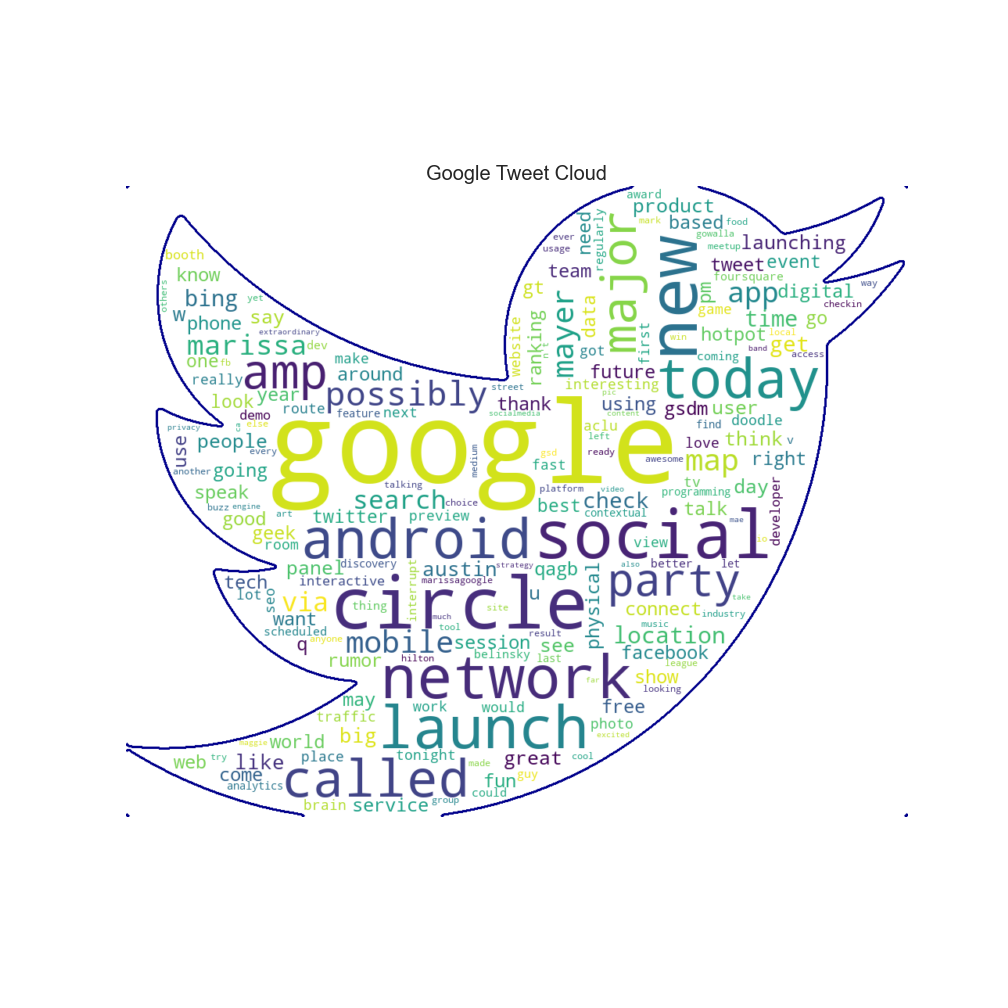 Google Tweet Cloud
award
product
mark
need
regularly
major
based
food
gowalla
new
launching
meetup
ever
usage
team
tweet
event
foursquare
way
booth
know
gt
pm
app
digital
checkin
others
bing
yet
mayer
data
game
w
phone
say
website
ranking
first
time
go
extraordinary
hotpot
local
marissa
dev
got
win
get
one
fb
make
coming
band
access
really
amp
around
future
today
look
year
possibly
street
interesting
pic
demo
route
feature
next
thank
using
gsdm
user
socialmedia
content
privacy
ca
else
google
aclu
find
doodle
use
people
every
left
love
think
v
another
going
medium
gsd
ready
awesome
map
right
fast
speak
talking
platform
video
tv
programming
day
buzz
engine
search
choice
best
check
developer
good
art
twitter
preview
contextual
talk
mae
geek
room
android
social
view
io
panel
discovery
austin
strategy
qagb
also
better
let
tech
interactive
interrupt
marissagoogle
physical
party
lot
seo
circle
u
take
via
thing
site
connect
industry
want
much
music
scheduled
tool
result
location
q
anyone
mobile
session
see
facebook
rumor
hilton
belinsky
last
league
network
far
show
looking
may
work
would
free
traffic
launch
photo
maggie
world
big
excited
web
try
like
place
tonight
made
great
cool
come
analytics
called
fun
guy
could
brain
service
group